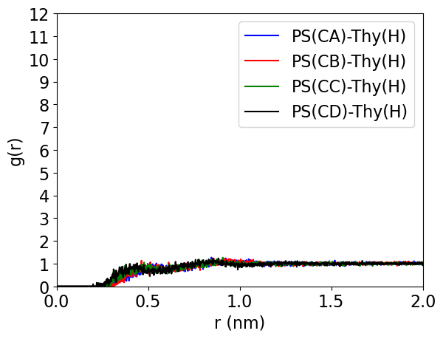 12
11
10
9
8
7
6
5
4
3
2
1
0
g(r)
PS(CA)-Thy(H)
PS(CB)-Thy(H)
PS(CC)-Thy(H)
PS(CD)-Thy(H)
0.0 0.5 1.0 1.5 2.0
r (nm)